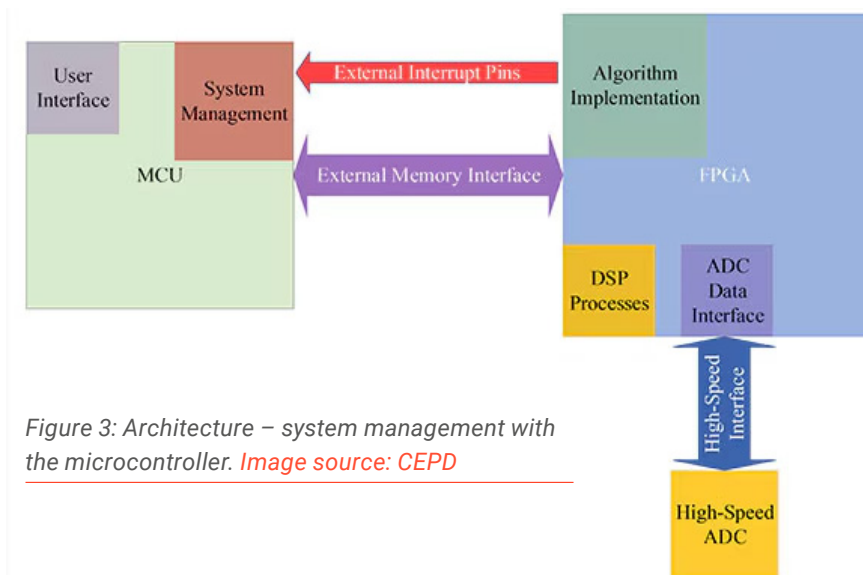 User
Interface
System
Management
MCU
External Interrupt Pins
External Memory Interface
Algorithm
Implementation
FPGA
DSP
Processes
ADC
Data
Interface
High-Speed
Interface
High-Speed
ADC
Figure 3: Architecture – system management with
the microcontroller. Image source: CEPD